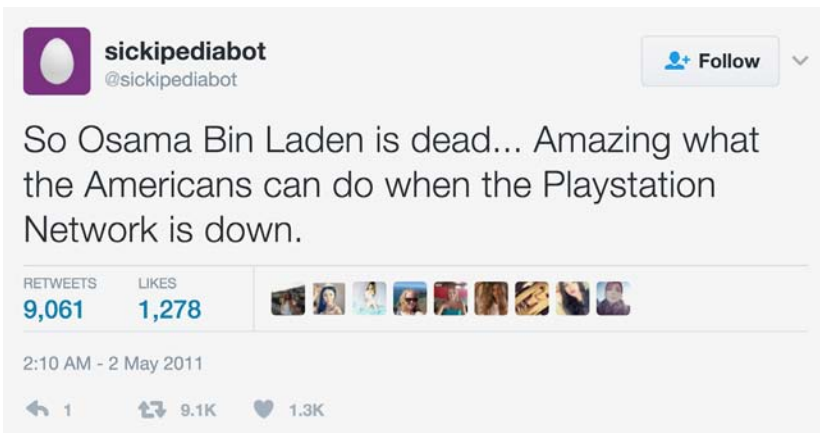 sickipediabot
@sickipediabot
Follow
So Osama Bin Laden is dead... Amazing what
the Americans can do when the Playstation
Network is down.
RETWEETS LIKES
9,061 1,278
2:10 AM - 2 May 2011
1 9.1K 1.3K